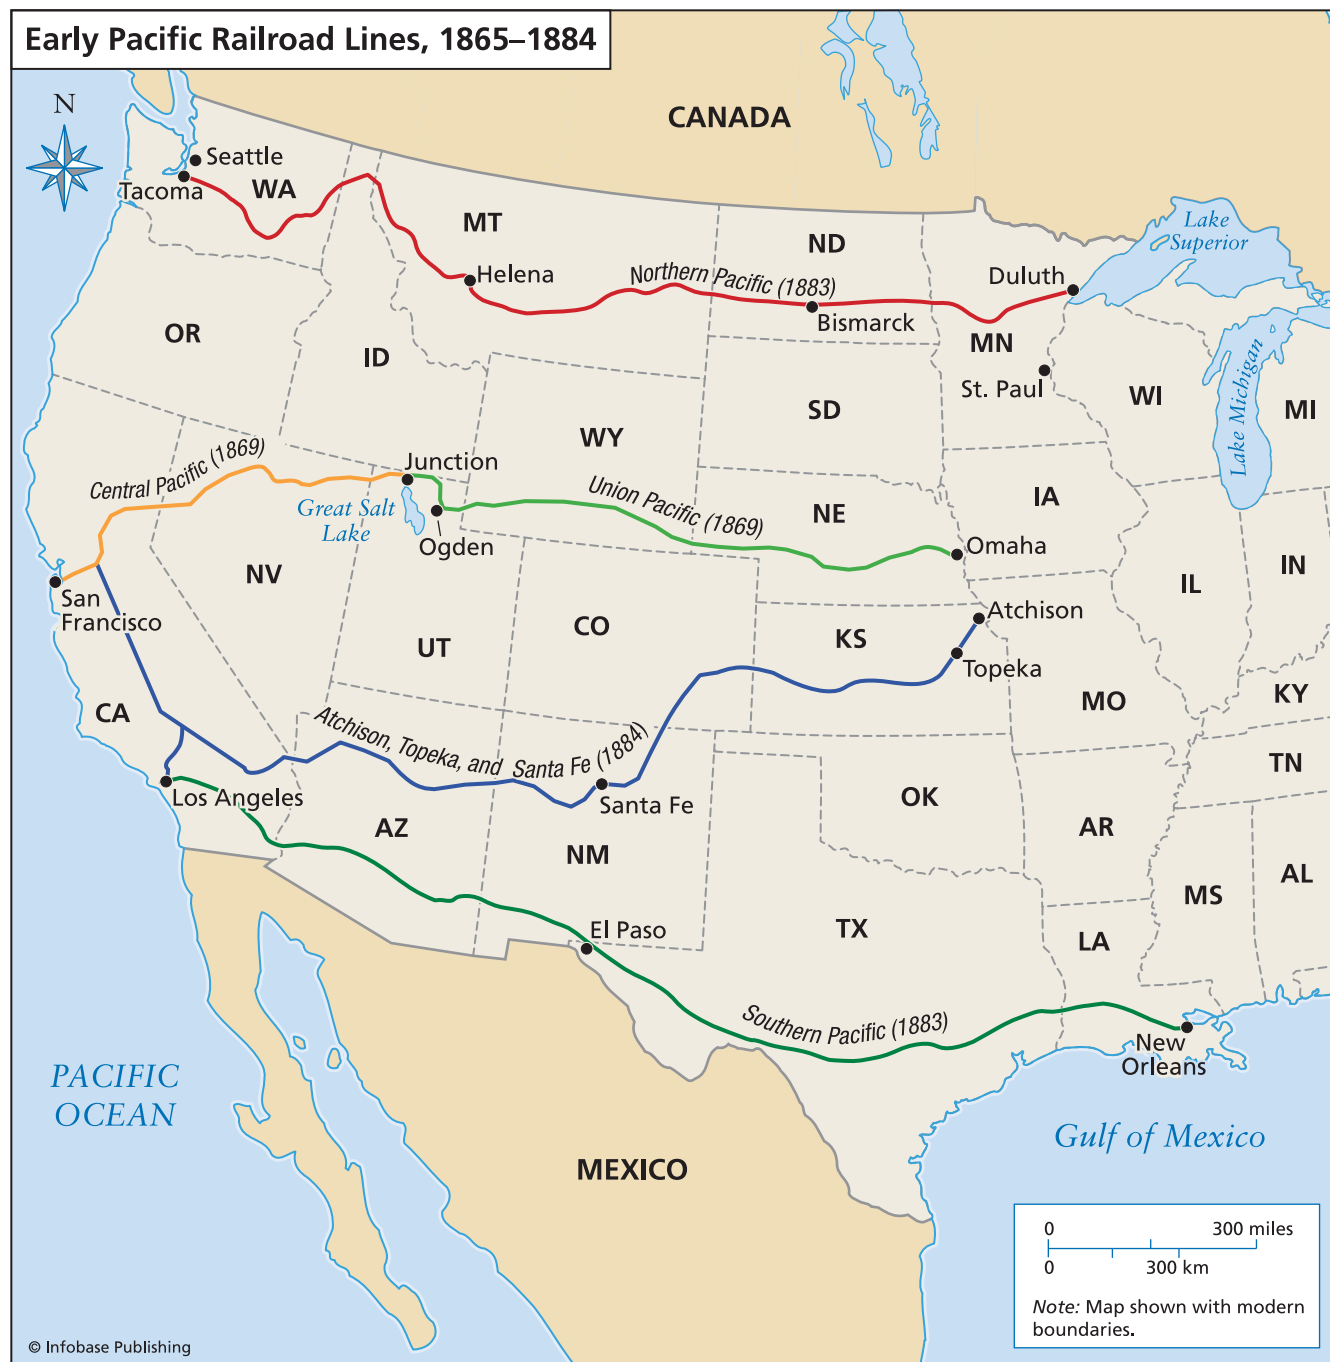 Early Pacific Railroad Lines, 1865–1884
N
CANADA
Seattle
Tacoma
WA
MT
ND
Lake
Superior
Helena
Northern Pacific (1883)
Duluth
Bismarck
OR
ID
MN
St. Paul
WI
Lake Michigan
MI
SD
WY
Central Pacific (1869)
Junction
Great Salt
Lake
Ogden
Union Pacific (1869)
NE
IA
Omaha
NV
IL
IN
San
Francisco
UT
CO
KS
Atchison
Topeka
CA
MO
KY
Atchison, Topeka, and Santa Fe (1884)
TN
Los Angeles
Santa Fe
OK
AZ
AR
NM
MS
AL
El Paso
TX
LA
Southern Pacific (1883)
New
Orleans
PACIFIC
OCEAN
Gulf of Mexico
MEXICO
0
300 miles
0
300 km
Note: Map shown with modern
boundaries.
© Infobase Publishing